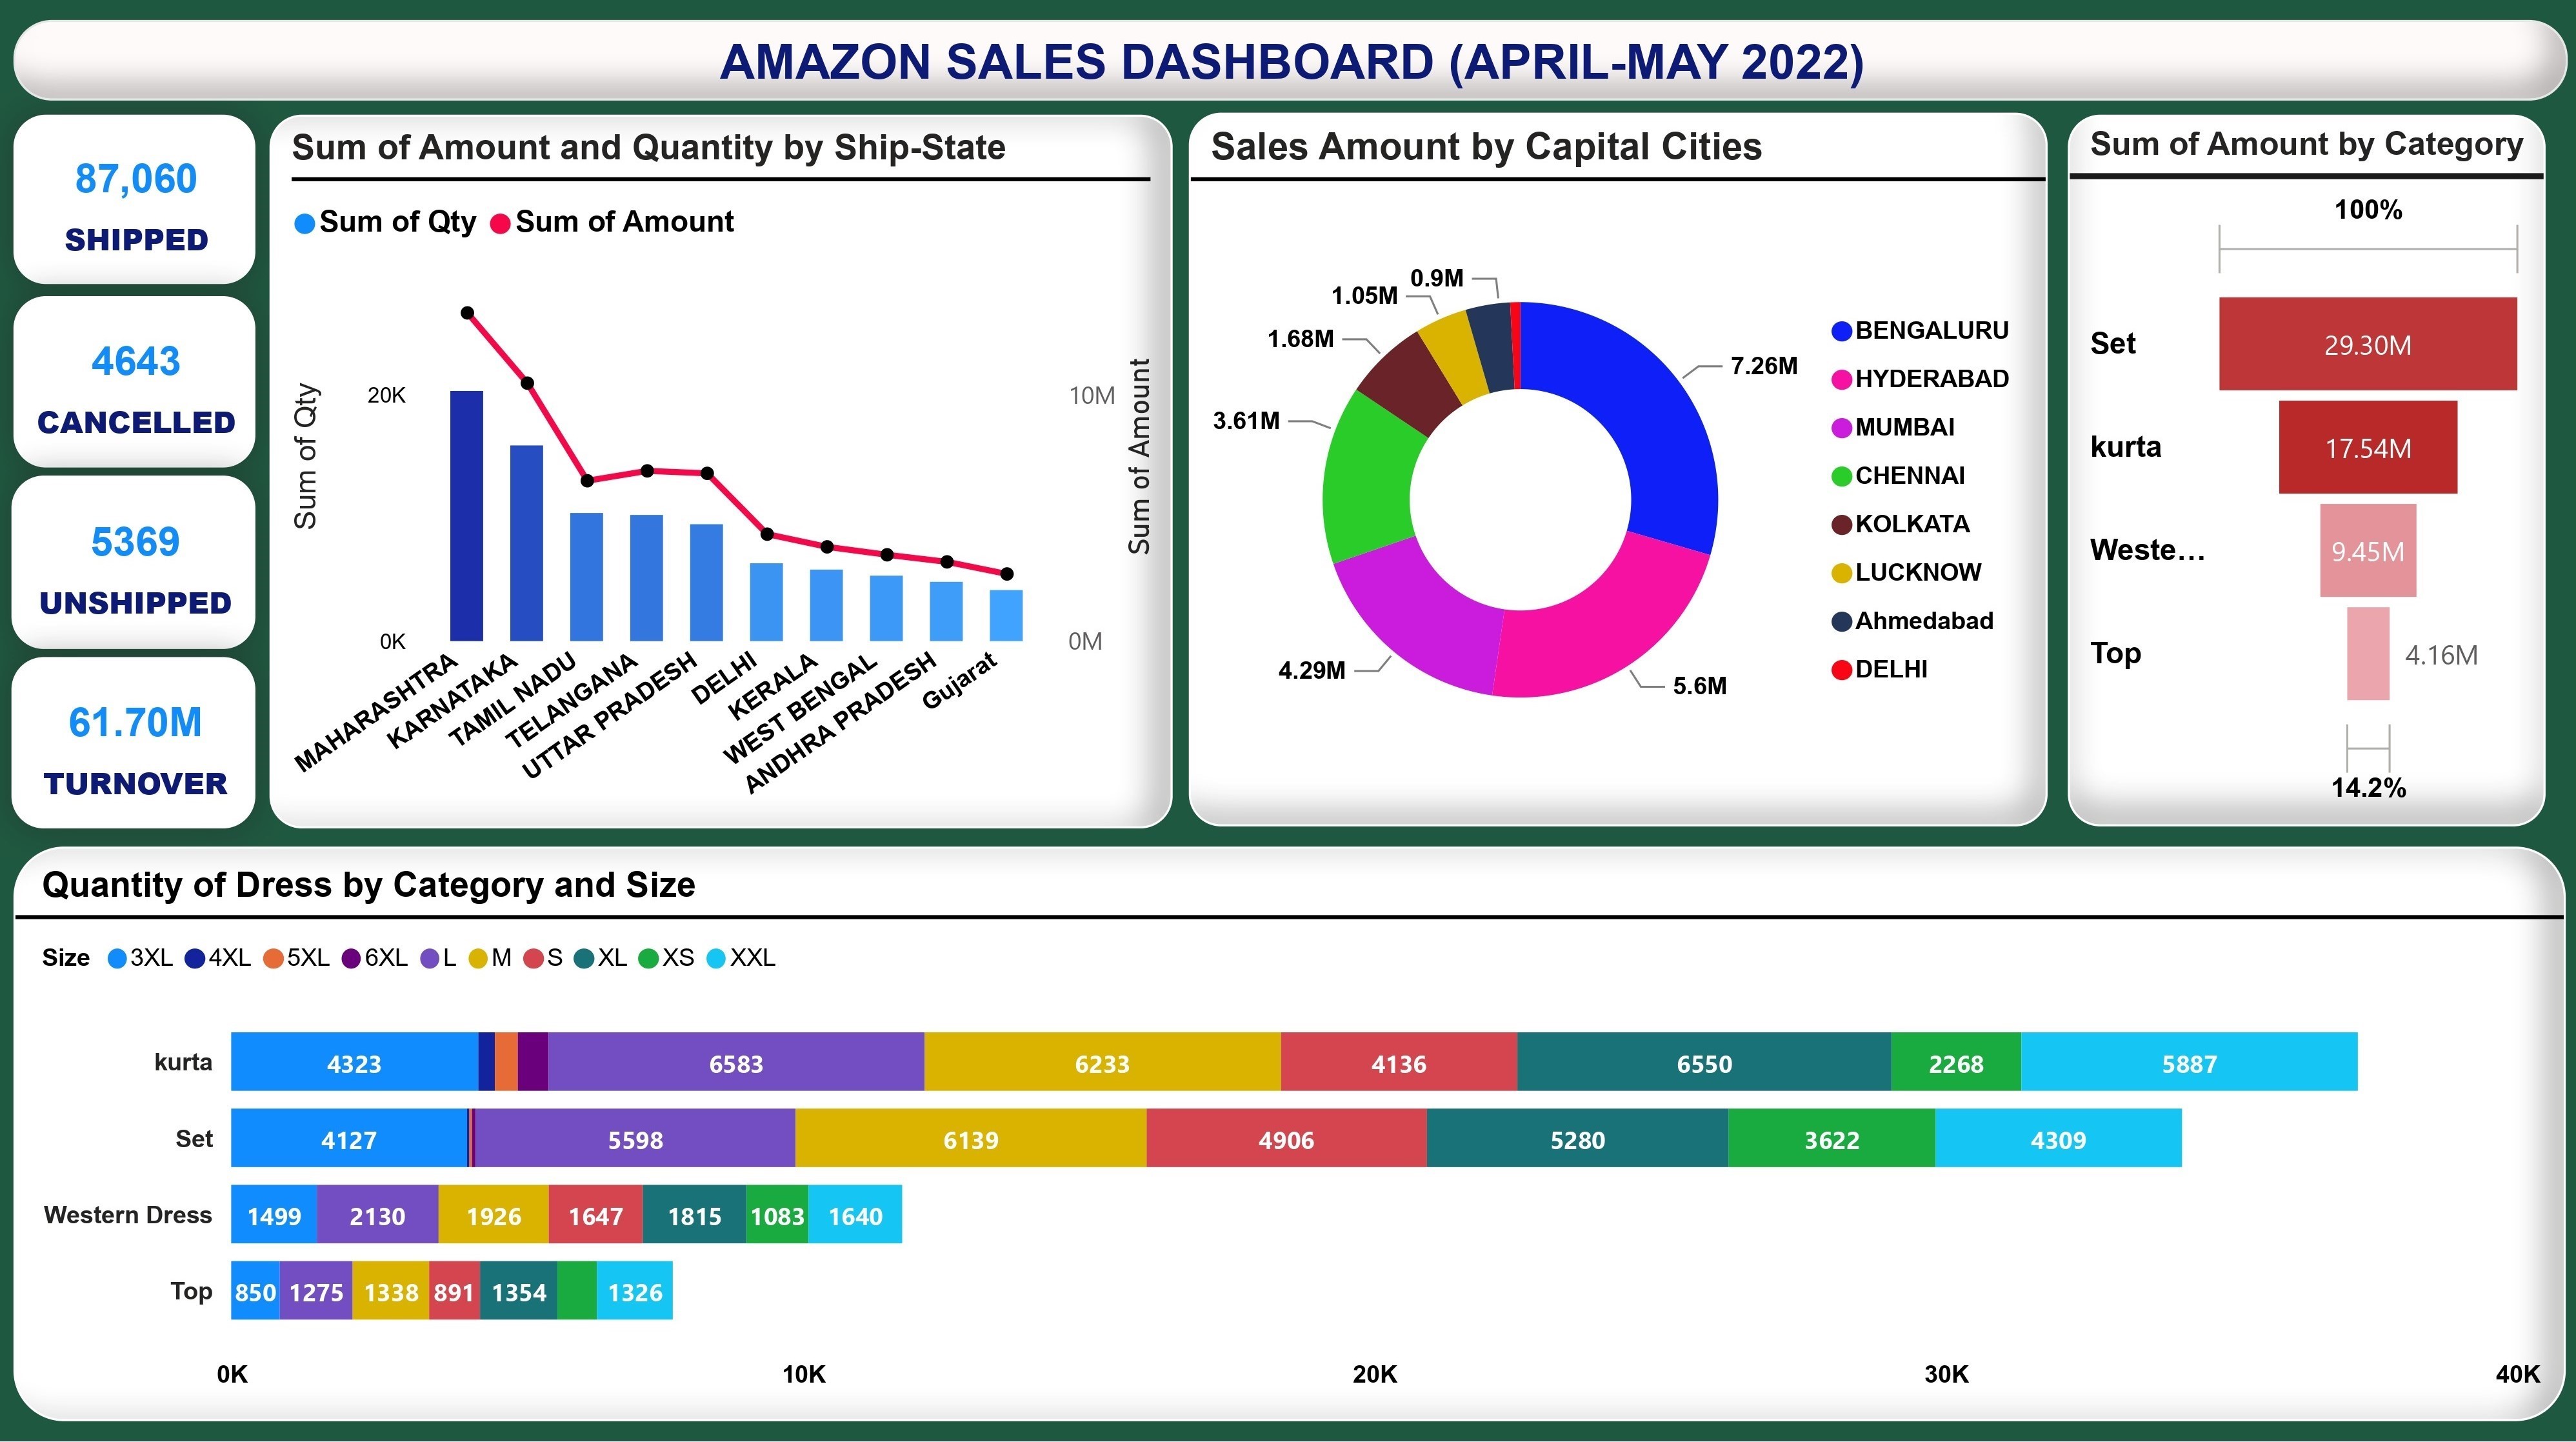 AMAZON SALES DASHBOARD (APRIL-MAY 2022)
87,060
SHIPPED
4643
CANCELLED
5369
UNSHIPPED
61.70M
TURNOVER
Sum of Amount and Quantity by Ship-State
Sum of Qty Sum of Amount
Sum of Qty
20K
0K
10M
0M
Sum of Amount
MAHARASHTRA
KARNATAKA
TAMIL NADU
TELANGANA
UTTAR PRADESH
DELHI
KERALA
WEST BENGAL
ANDHRA PRADESH
Gujarat
Sales Amount by Capital Cities
0.9M
1.05M
1.68M
3.61M
4.29M
5.6M
7.26M
BENGALURU
HYDERABAD
MUMBAI
CHENNAI
KOLKATA
LUCKNOW
Ahmedabad
DELHI
Sum of Amount by Category
100%
Set 29.30M
kurta 17.54M
Weste... 9.45M
Top 4.16M
14.2%
Quantity of Dress by Category and Size
Size 3XL 4XL 5XL 6XL L M S XL XS XXL
kurta 4323 6583 6233 4136 6550 2268 5887
Set 4127 5598 6139 4906 5280 3622 4309
Western Dress 1499 2130 1926 1647 1815 1083 1640
Top 850 1275 1338 891 1354 1326
0K 10K 20K 30K 40K